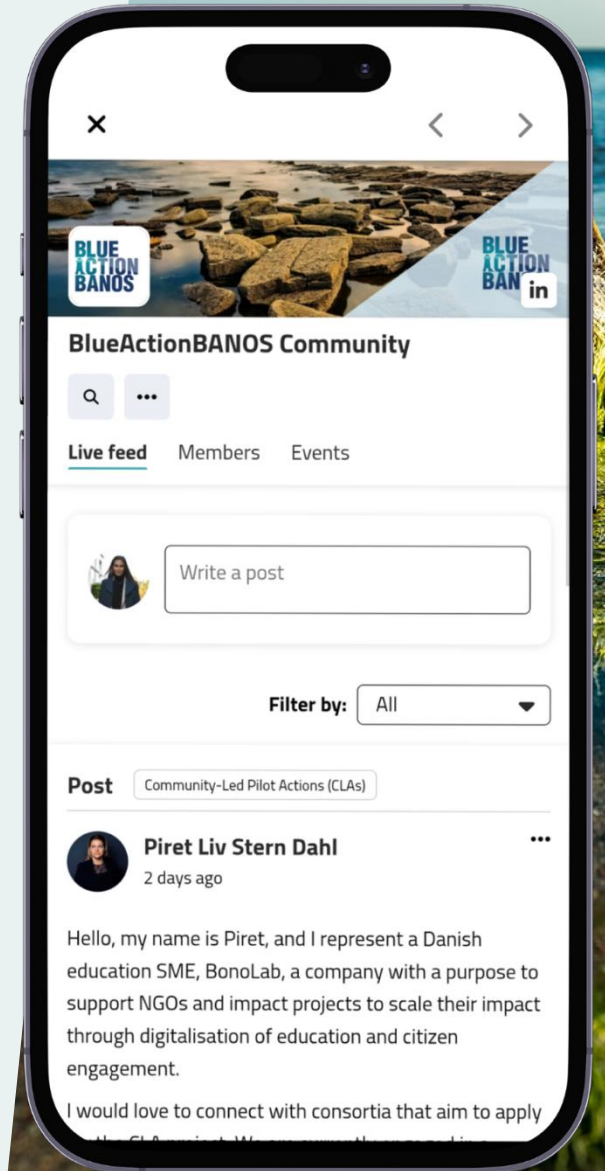 BLUE
ACTION
BANOS
BLUE
ACTION
BAN
in
BlueActionBANOS Community
Live feed Members Events
Write a post
Filter by: All
Post Community-Led Pilot Actions (CLAs)
Piret Liv Stern Dahl
2 days ago
Hello, my name is Piret, and I represent a Danish
education SME, BonoLab, a company with a purpose to
support NGOs and impact projects to scale their impact
through digitalisation of education and citizen
engagement.
I would love to connect with consortia that aim to apply